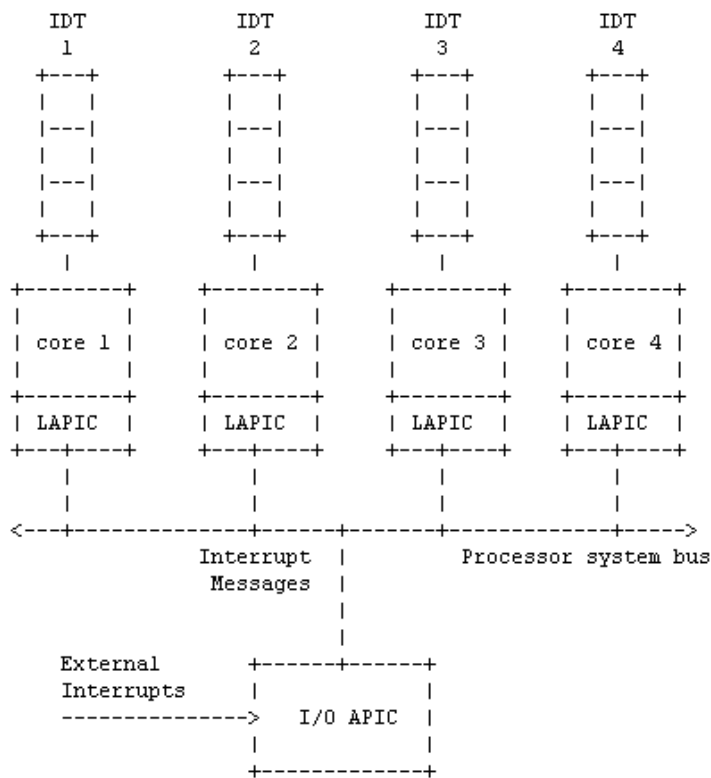 IDT IDT IDT IDT
1 2 3 4
core 1 core 2 core 3 core 4
LAPIC LAPIC LAPIC LAPIC
Interrupt Processor system bus
Messages
External
Interrupts
I/O APIC